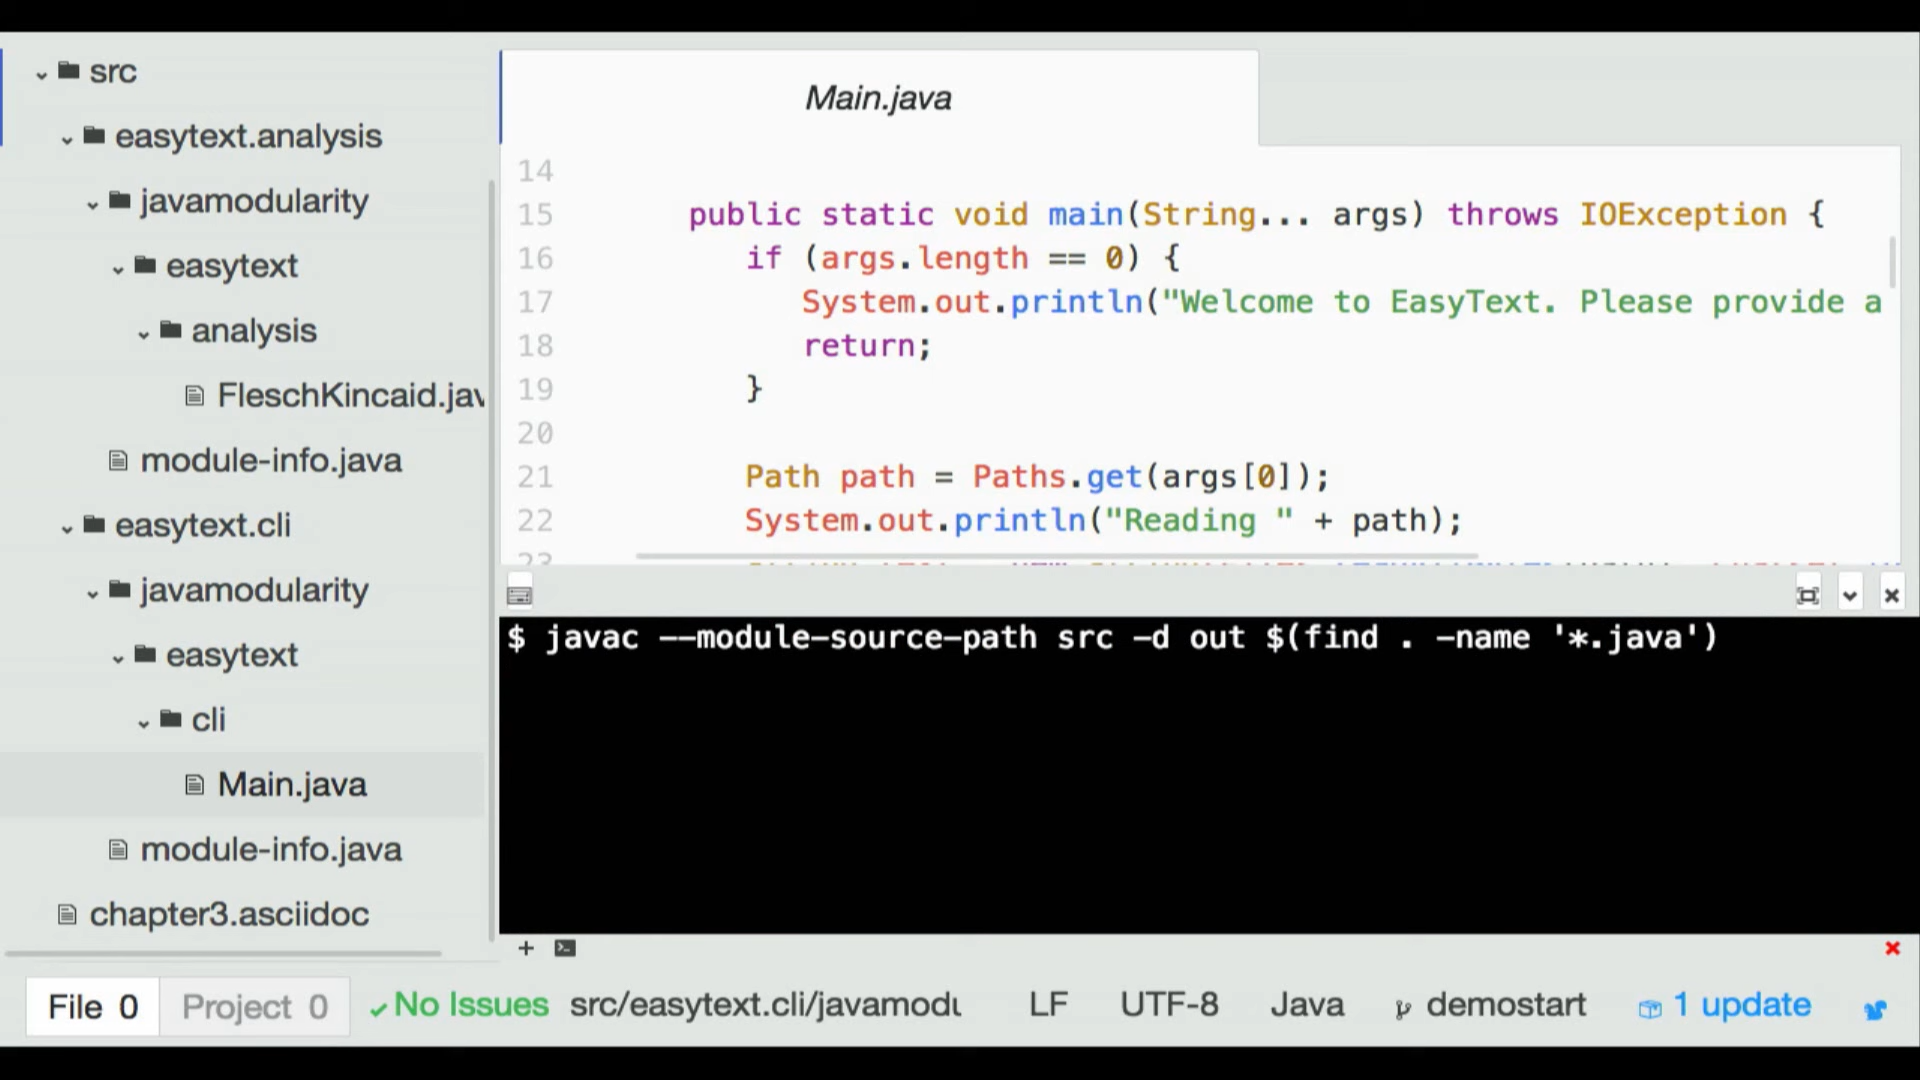 src
easytext.analysis
javamodularity
easytext
analysis
FleschKincaid.jav
module-info.java
easytext.cli
javamodularity
easytext
cli
Main.java
module-info.java
chapter3.asciidoc
Main.java
14
15 public static void main(String... args) throws IOException {
16 if (args.length == 0) {
17 System.out.println("Welcome to EasyText. Please provide a
18 return;
19 }
20
21 Path path = Paths.get(args[0]);
22 System.out.println("Reading " + path);
23
$ javac --module-source-path src -d out $(find . -name '*.java')
File 0 Project 0 No Issues src/easytext.cli/javamodu LF UTF-8 Java demostart 1 update